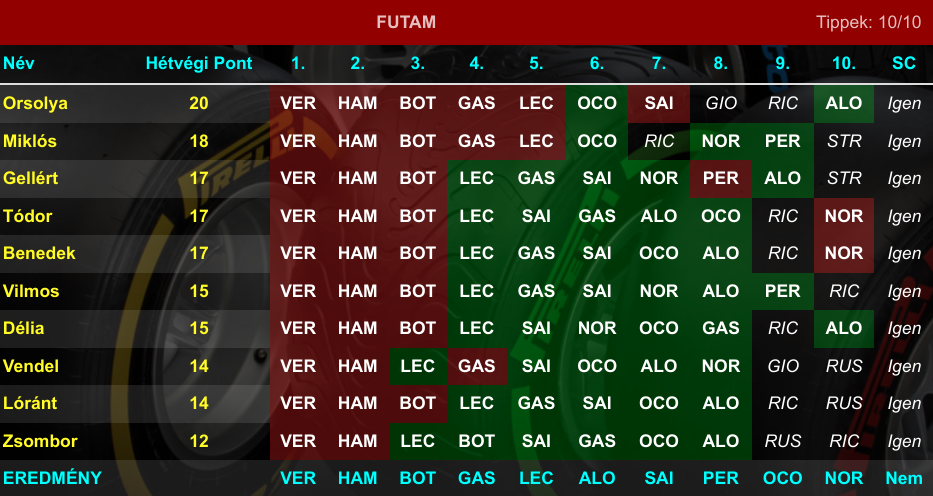 FUTAM Tippek: 10/10
Név Hétvégi Pont 1. 2. 3. 4. 5. 6. 7. 8. 9. 10. SC
Orsolya 20 VER HAM BOT GAS LEC OCO SAI GIO RIC ALO Igen
Miklós 18 VER HAM BOT GAS LEC OCO RIC NOR PER STR Igen
Gellért 17 VER HAM BOT LEC GAS SAI NOR PER ALO STR Igen
Tódor 17 VER HAM BOT LEC SAI GAS ALO OCO RIC NOR Igen
Benedek 17 VER HAM BOT LEC GAS SAI OCO ALO RIC NOR Igen
Vilmos 15 VER HAM BOT LEC GAS SAI NOR ALO PER RIC Igen
Délia 15 VER HAM BOT LEC SAI NOR OCO GAS RIC ALO Igen
Vendel 14 VER HAM LEC GAS SAI OCO ALO NOR GIO RUS Igen
Lóránt 14 VER HAM BOT LEC GAS SAI OCO ALO RIC RUS Igen
Zsombor 12 VER HAM LEC BOT SAI GAS OCO ALO RUS RIC Igen
EREDMÉNY VER HAM BOT GAS LEC ALO SAI PER OCO NOR Nem